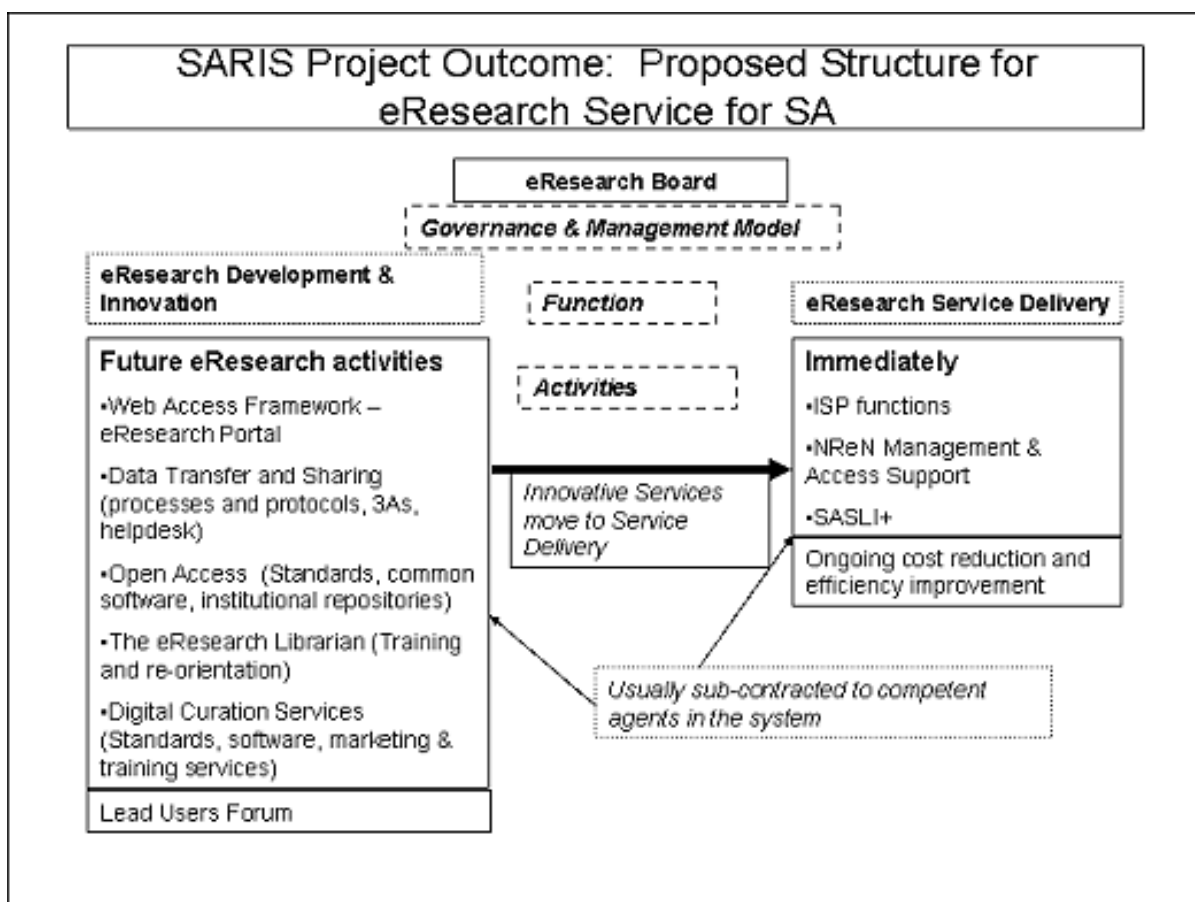 SARIS Project Outcome:  Proposed Structure for
eResearch Service for SA
eResearch Board
Governance & Management Model
eResearch Development &
Innovation
Function
eResearch Service Delivery
Future eResearch activities
•Web Access Framework –
eResearch Portal
•Data Transfer and Sharing
(processes and protocols, 3As,
helpdesk)
•Open Access  (Standards, common
software, institutional repositories)
•The eResearch Librarian (Training
and re-orientation)
•Digital Curation Services
(Standards, software, marketing &
training services)
Lead Users Forum
Activities
Innovative Services
move to Service
Delivery
Immediately
•ISP functions
•NReN Management &
Access Support
•SASLI+
Ongoing cost reduction and
efficiency improvement
Usually sub-contracted to competent
agents in the system